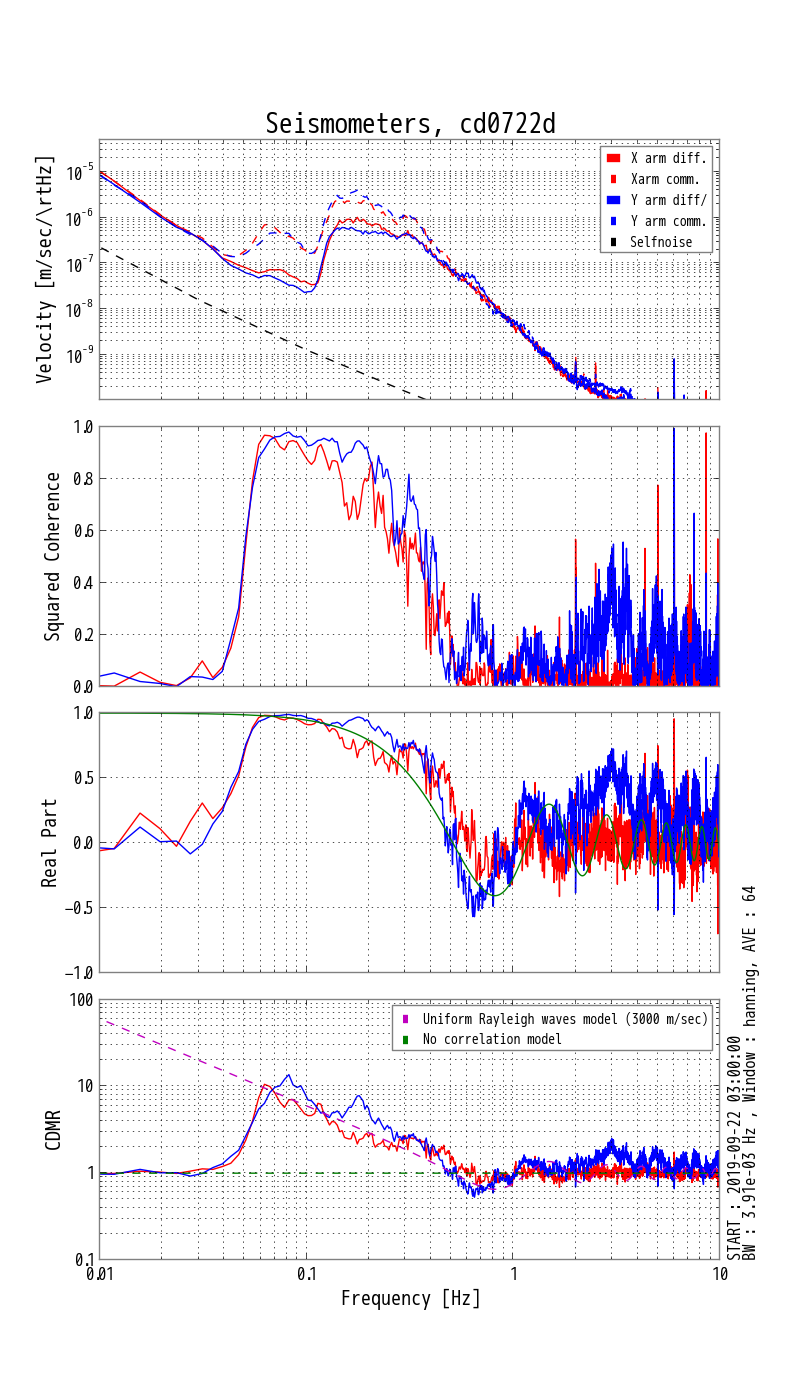 Seismometers, cd0722d
Velocity [m/sec/\rtHz]
10^-5
10^-6
10^-7
10^-8
10^-9
X arm diff.
Xarm comm.
Y arm diff/
Y arm comm.
Selfnoise
Squared Coherence
1.0
0.8
0.6
0.4
0.2
0.0
Real Part
1.0
0.5
0.0
−0.5
−1.0
CDMR
100
10
1
0.1
Uniform Rayleigh waves model (3000 m/sec)
No correlation model
0.01
0.1
1
10
Frequency [Hz]
START : 2019-09-22 03:00:00
BW : 3.91e-03 Hz , Window : hanning, AVE : 64